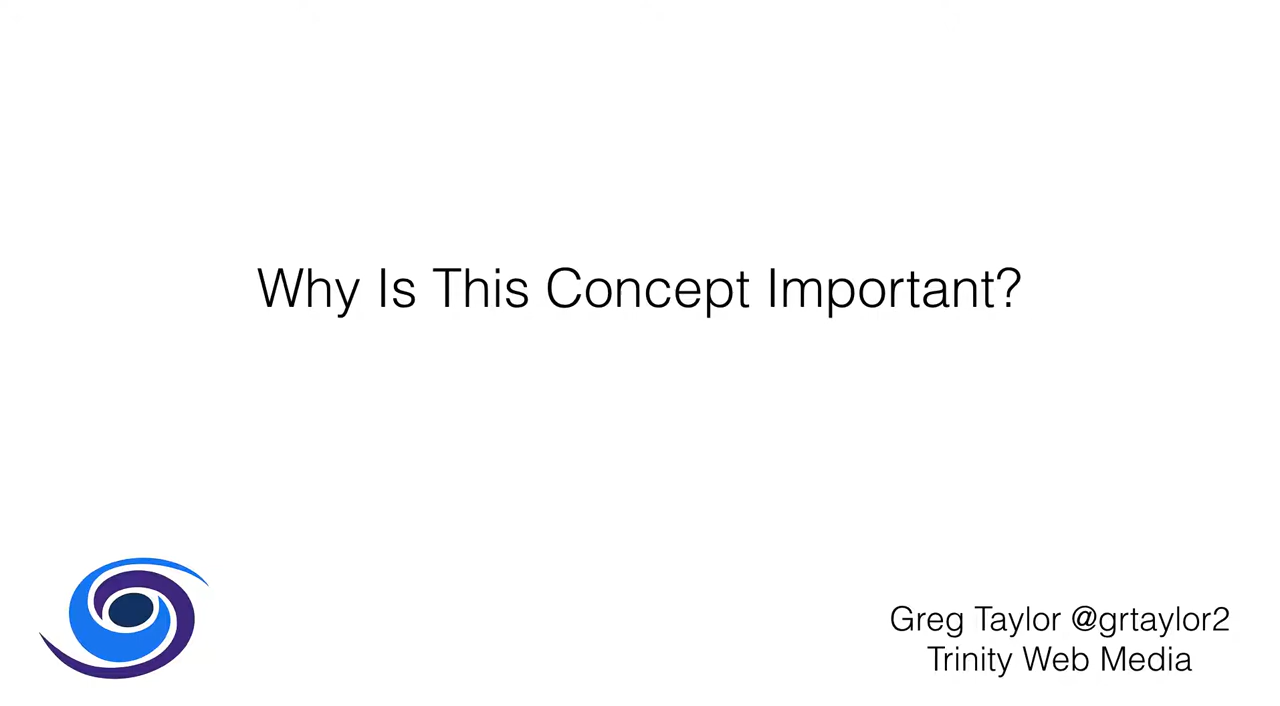 Why Is This Concept Important?
Greg Taylor @grtaylor2
Trinity Web Media